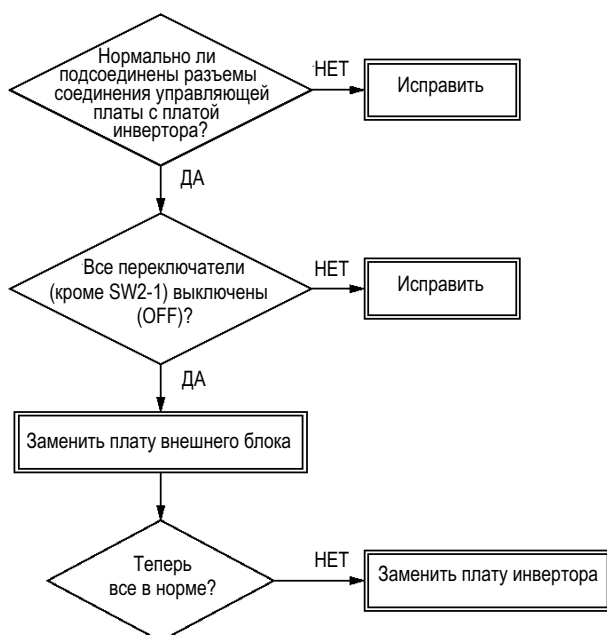 Нормально ли
подсоединены разъемы
соединения управляющей
платы с платой
инвертора?
НЕТ
Исправить
ДА
Все переключатели
(кроме SW2-1) выключены
(OFF)?
НЕТ
Исправить
ДА
Заменить плату внешнего блока
Теперь
все в норме?
НЕТ
Заменить плату инвертора